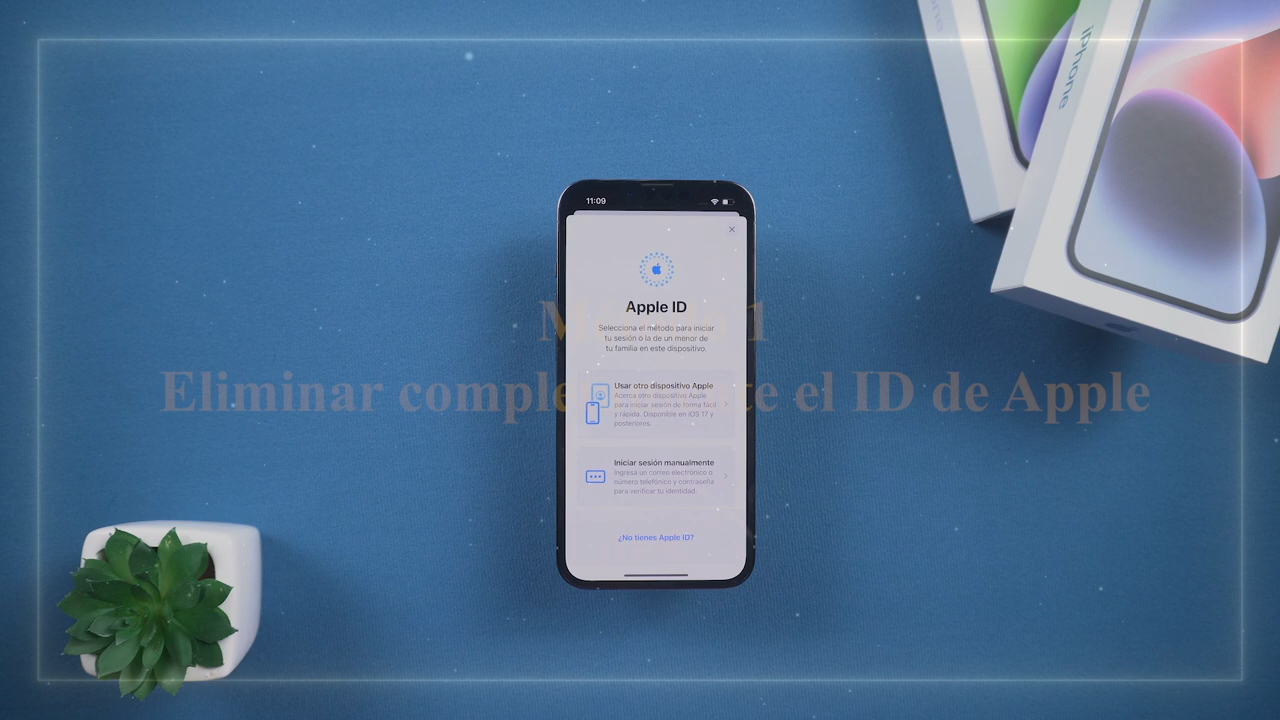 iPhone
11:09
Apple ID
Selecciona el método para iniciar
tu sesión o la de un menor de
tu familia en este dispositivo.
Método 1
Eliminar completamente el ID de Apple
Usar otro dispositivo Apple
Acerca otro dispositivo Apple
para iniciar sesión de forma fácil
y rápida. Disponible en iOS 17 y
posteriores.
Iniciar sesión manualmente
Ingresa un correo electrónico o
número telefónico y contraseña
para verificar tu identidad.
¿No tienes Apple ID?